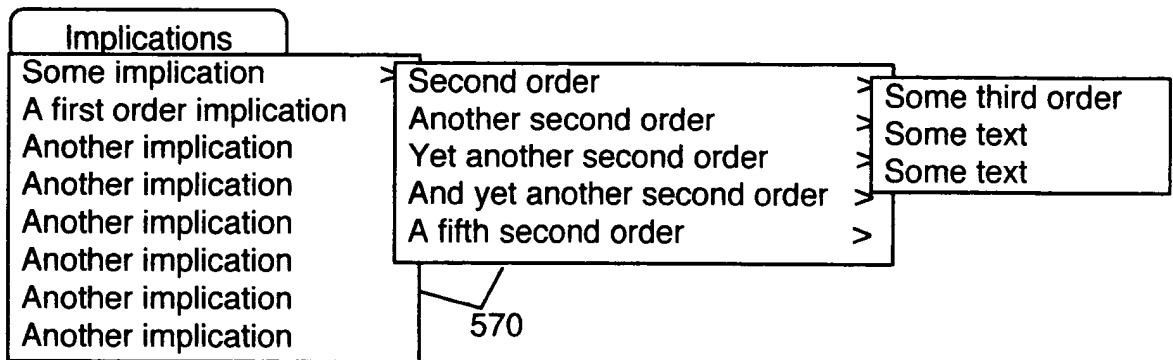 Implications
Some implication >
A first order implication
Another implication
Another implication
Another implication
Another implication
Another implication
Another implication
Second order >
Another second order >
Yet another second order >
And yet another second order >
A fifth second order >
Some third order
Some text
Some text
570